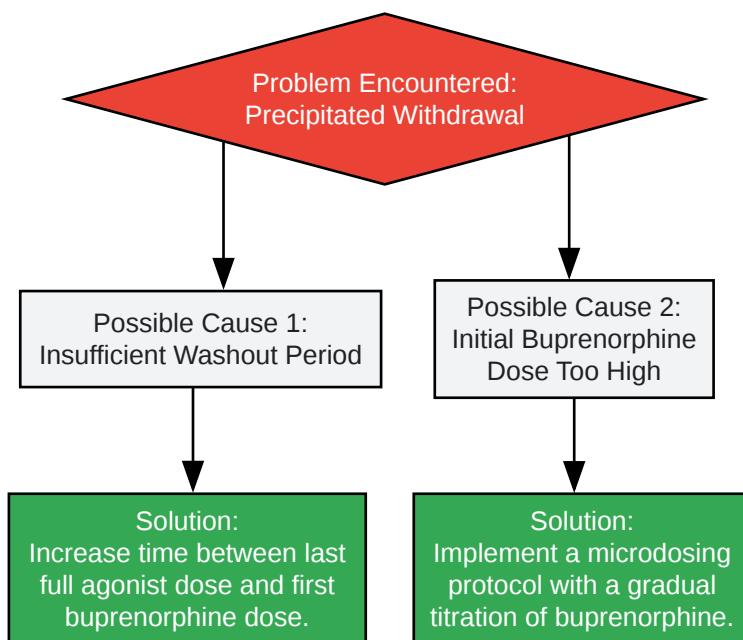 Problem Encountered:
Precipitated Withdrawal
Possible Cause 1:
Insufficient Washout Period
Possible Cause 2:
Initial Buprenorphine
Dose Too High
Solution:
Increase time between last
full agonist dose and first
buprenorphine dose.
Solution:
Implement a microdosing
protocol with a gradual
titration of buprenorphine.